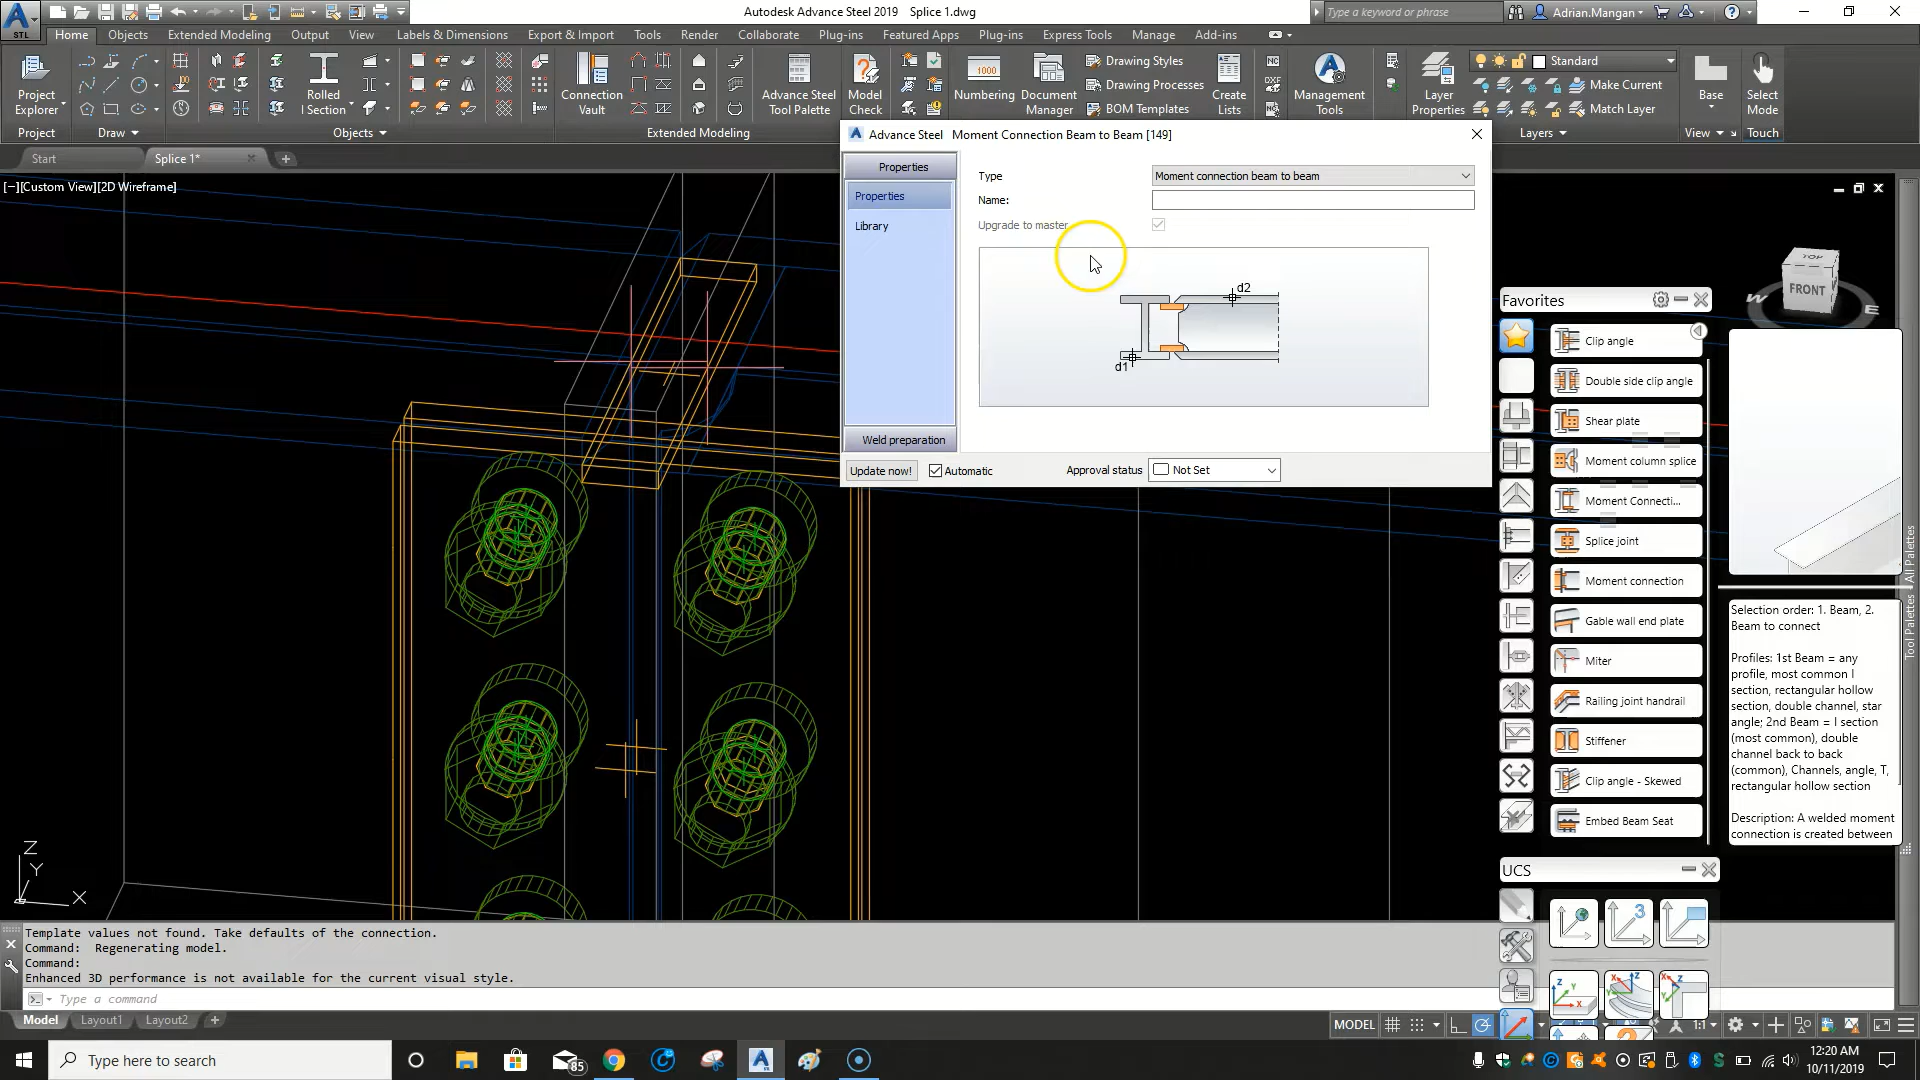 Autodesk Advance Steel 2019   Splice 1.dwg
Type a keyword or phrase
Adrian.Mangan
STL
Home Objects Extended Modeling Output View Labels & Dimensions Export & Import Tools Render Collaborate Plug-ins Featured Apps Plug-ins Express Tools Manage Add-ins
Project
Explorer
Rolled
I Section
Connection
Vault
Advance Steel
Tool Palette
Model
Check
1000
Numbering
Document
Manager
Drawing Styles
Drawing Processes
BOM Templates
Create
Lists
NC
DXF
NC
Management
Tools
Layer
Properties
Standard
Make Current
Match Layer
Base
Select
Mode
Project
Draw
Objects
Extended Modeling
Layers
View
Touch
Start
Splice 1*
[−][Custom View][2D Wireframe]
Advance Steel   Moment Connection Beam to Beam [149]
Properties
Properties
Library
Weld preparation
Type
Moment connection beam to beam
Name:
Upgrade to master
d2
d1
Update now!
Automatic
Approval status
Not Set
TOP
FRONT
W
Favorites
Clip angle
Double side clip angle
Shear plate
Moment column splice
Moment Connecti...
Splice joint
Moment connection
Gable wall end plate
Miter
Railing joint handrail
Stiffener
Clip angle - Skewed
Embed Beam Seat
Selection order: 1. Beam, 2.
Beam to connect
Profiles: 1st Beam = any
profile, most common I
section, rectangular hollow
section, double channel, star
angle; 2nd Beam = I section
(most common), double
channel back to back
(common), Channels, angle, T,
rectangular hollow section
Description: A welded moment
connection is created between
Tool Palettes - All Palettes
UCS
3
Z
Y
X
Template values not found. Take defaults of the connection.
Command:  Regenerating model.
Command:
Enhanced 3D performance is not available for the current visual style.
Type a command
Model
Layout1
Layout2
MODEL
1:1
Type here to search
85
12:20 AM
10/11/2019